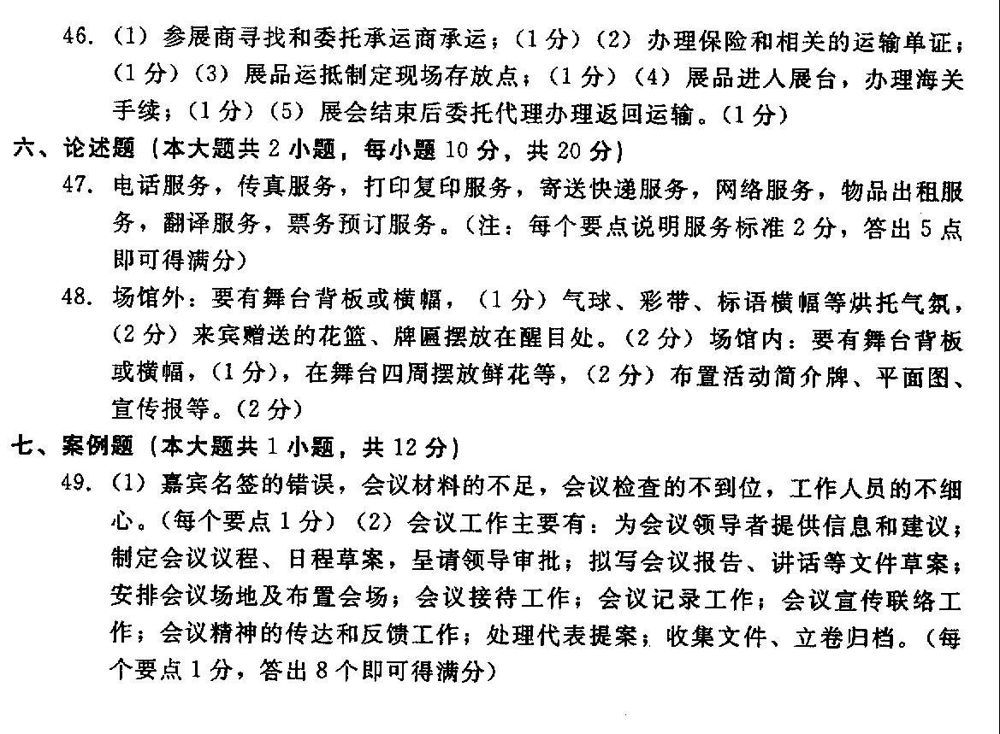 46. (1) 参展商寻找和委托承运商承运；(1 分) (2) 办理保险和相关的运输单证；
(1 分) (3) 展品运抵制定现场存放点；(1 分) (4) 展品进入展台，办理海关
手续；(1 分) (5) 展会结束后委托代理办理返回运输。(1 分)
六、论述题 (本大题共 2 小题，每小题 10 分，共 20 分)
47. 电话服务，传真服务，打印复印服务，寄送快递服务，网络服务，物品出租服
务，翻译服务，票务预订服务。(注：每个要点说明服务标准 2 分，答出 5 点
即可得满分)
48. 场馆外：要有舞台背板或横幅，(1 分) 气球、彩带、标语横幅等烘托气氛，
(2 分) 来宾赠送的花篮、牌匾摆放在醒目处。(2 分) 场馆内：要有舞台背板
或横幅，(1 分)，在舞台四周摆放鲜花等，(2 分) 布置活动简介牌、平面图、
宣传报等。(2 分)
七、案例题 (本大题共 1 小题，共 12 分)
49. (1) 嘉宾名签的错误，会议材料的不足，会议检查的不到位，工作人员的不细
心。(每个要点 1 分) (2) 会议工作主要有：为会议领导者提供信息和建议；
制定会议议程、日程草案，呈请领导审批；拟写会议报告、讲话等文件草案；
安排会议场地及布置会场；会议接待工作；会议记录工作；会议宣传联络工
作；会议精神的传达和反馈工作；处理代表提案；收集文件、立卷归档。(每
个要点 1 分，答出 8 个即可得满分)